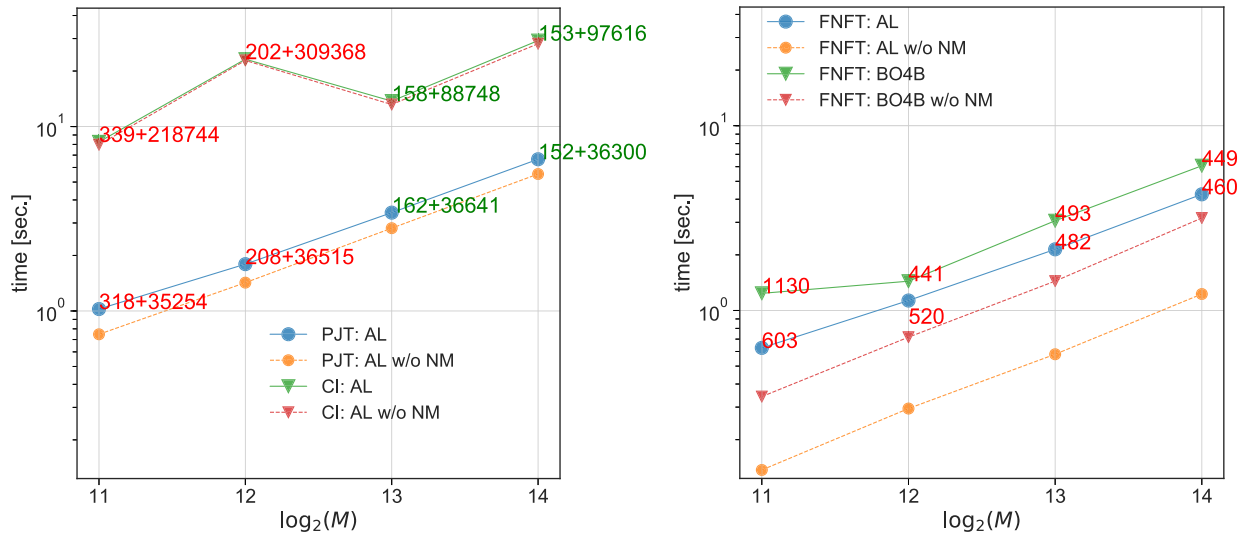 153+97616
202+309368
158+88748
10^1
339+218744
152+36300
162+36641
208+36515
318+35254
10^0
time [sec.]
PJT: AL
PJT: AL w/o NM
CI: AL
CI: AL w/o NM
11 12 13 14
log_2(M)
FNFT: AL
FNFT: AL w/o NM
FNFT: BO4B
FNFT: BO4B w/o NM
10^1
449
460
493
482
1130
441
520
603
10^0
time [sec.]
11 12 13 14
log_2(M)